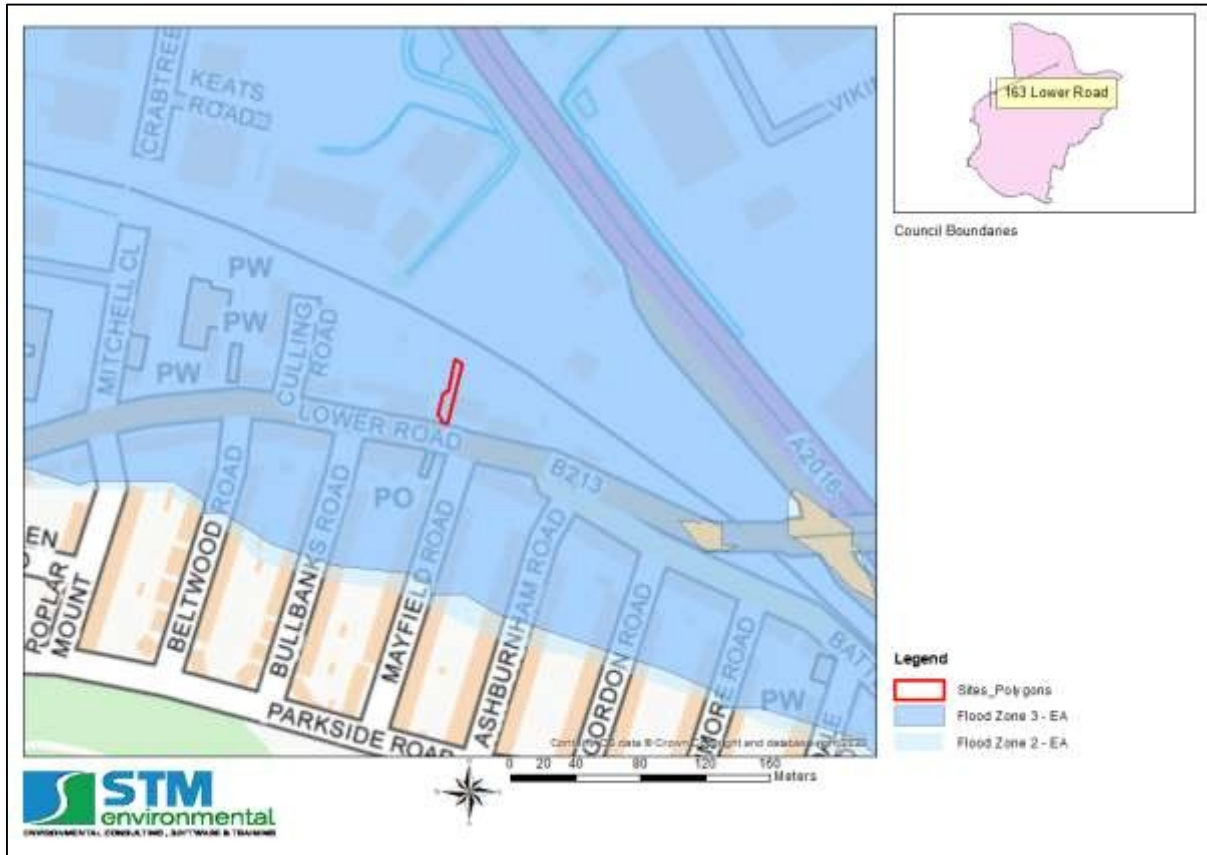 CRABTREE
KEATS
ROAD
VIKIN
163 Lower Road
Council Boundaries
MITCHELL CL
PW
PW
PW
CULLING
ROAD
LOWER ROAD
B213
A2016
PO
EN
POPLAR
MOUNT
BELTWOOD ROAD
BULLBANKS ROAD
MAYFIELD ROAD
ASHBURNHAM ROAD
GORDON ROAD
MORE ROAD
PW
BATT
PARKSIDE ROAD
Legend
Sites_Polygons
Flood Zone 3 - EA
Flood Zone 2 - EA
0 20 40 80 120 160
Meters
STM
environmental
ENVIRONMENTAL CONSULTING, SOFTWARE & TRAINING